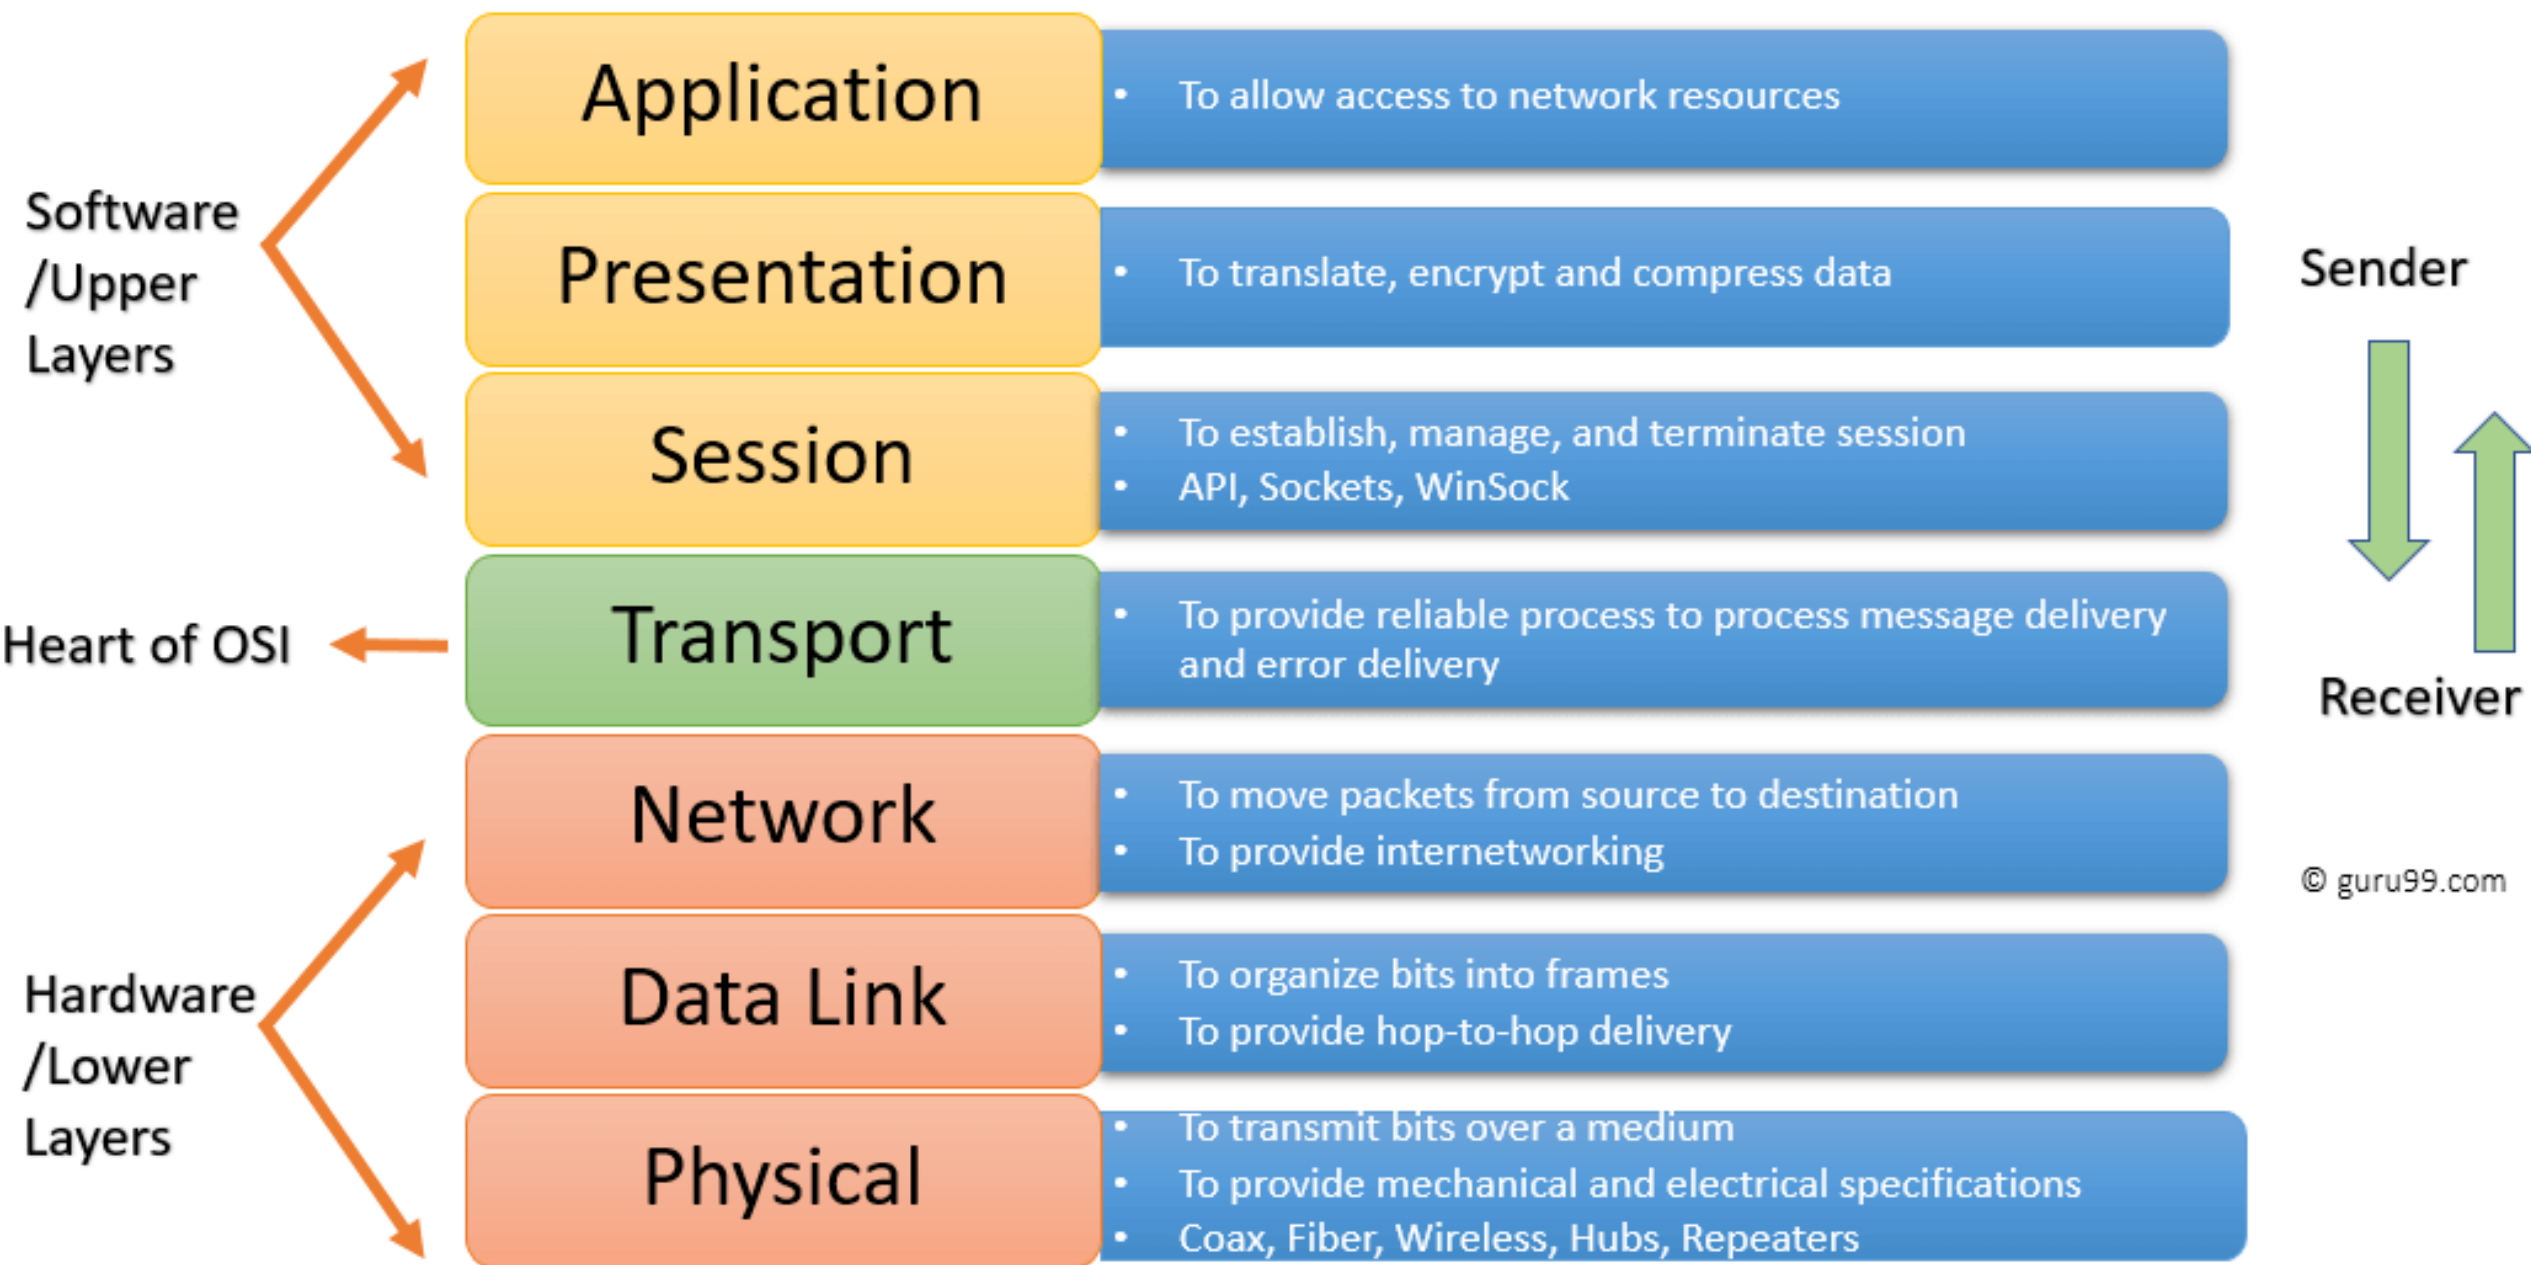 Application
To allow access to network resources
Software
/Upper
Layers
Presentation
To translate, encrypt and compress data
Sender
Session
• To establish, manage, and terminate session
• API, Sockets, WinSock
Heart of OSI
Transport
• To provide reliable process to process message delivery
and error delivery
Receiver
Network
• To move packets from source to destination
• To provide internetworking
© guru99.com
Hardware
/Lower
Layers
Data Link
• To organize bits into frames
• To provide hop-to-hop delivery
Physical
• To transmit bits over a medium
• To provide mechanical and electrical specifications
• Coax, Fiber, Wireless, Hubs, Repeaters